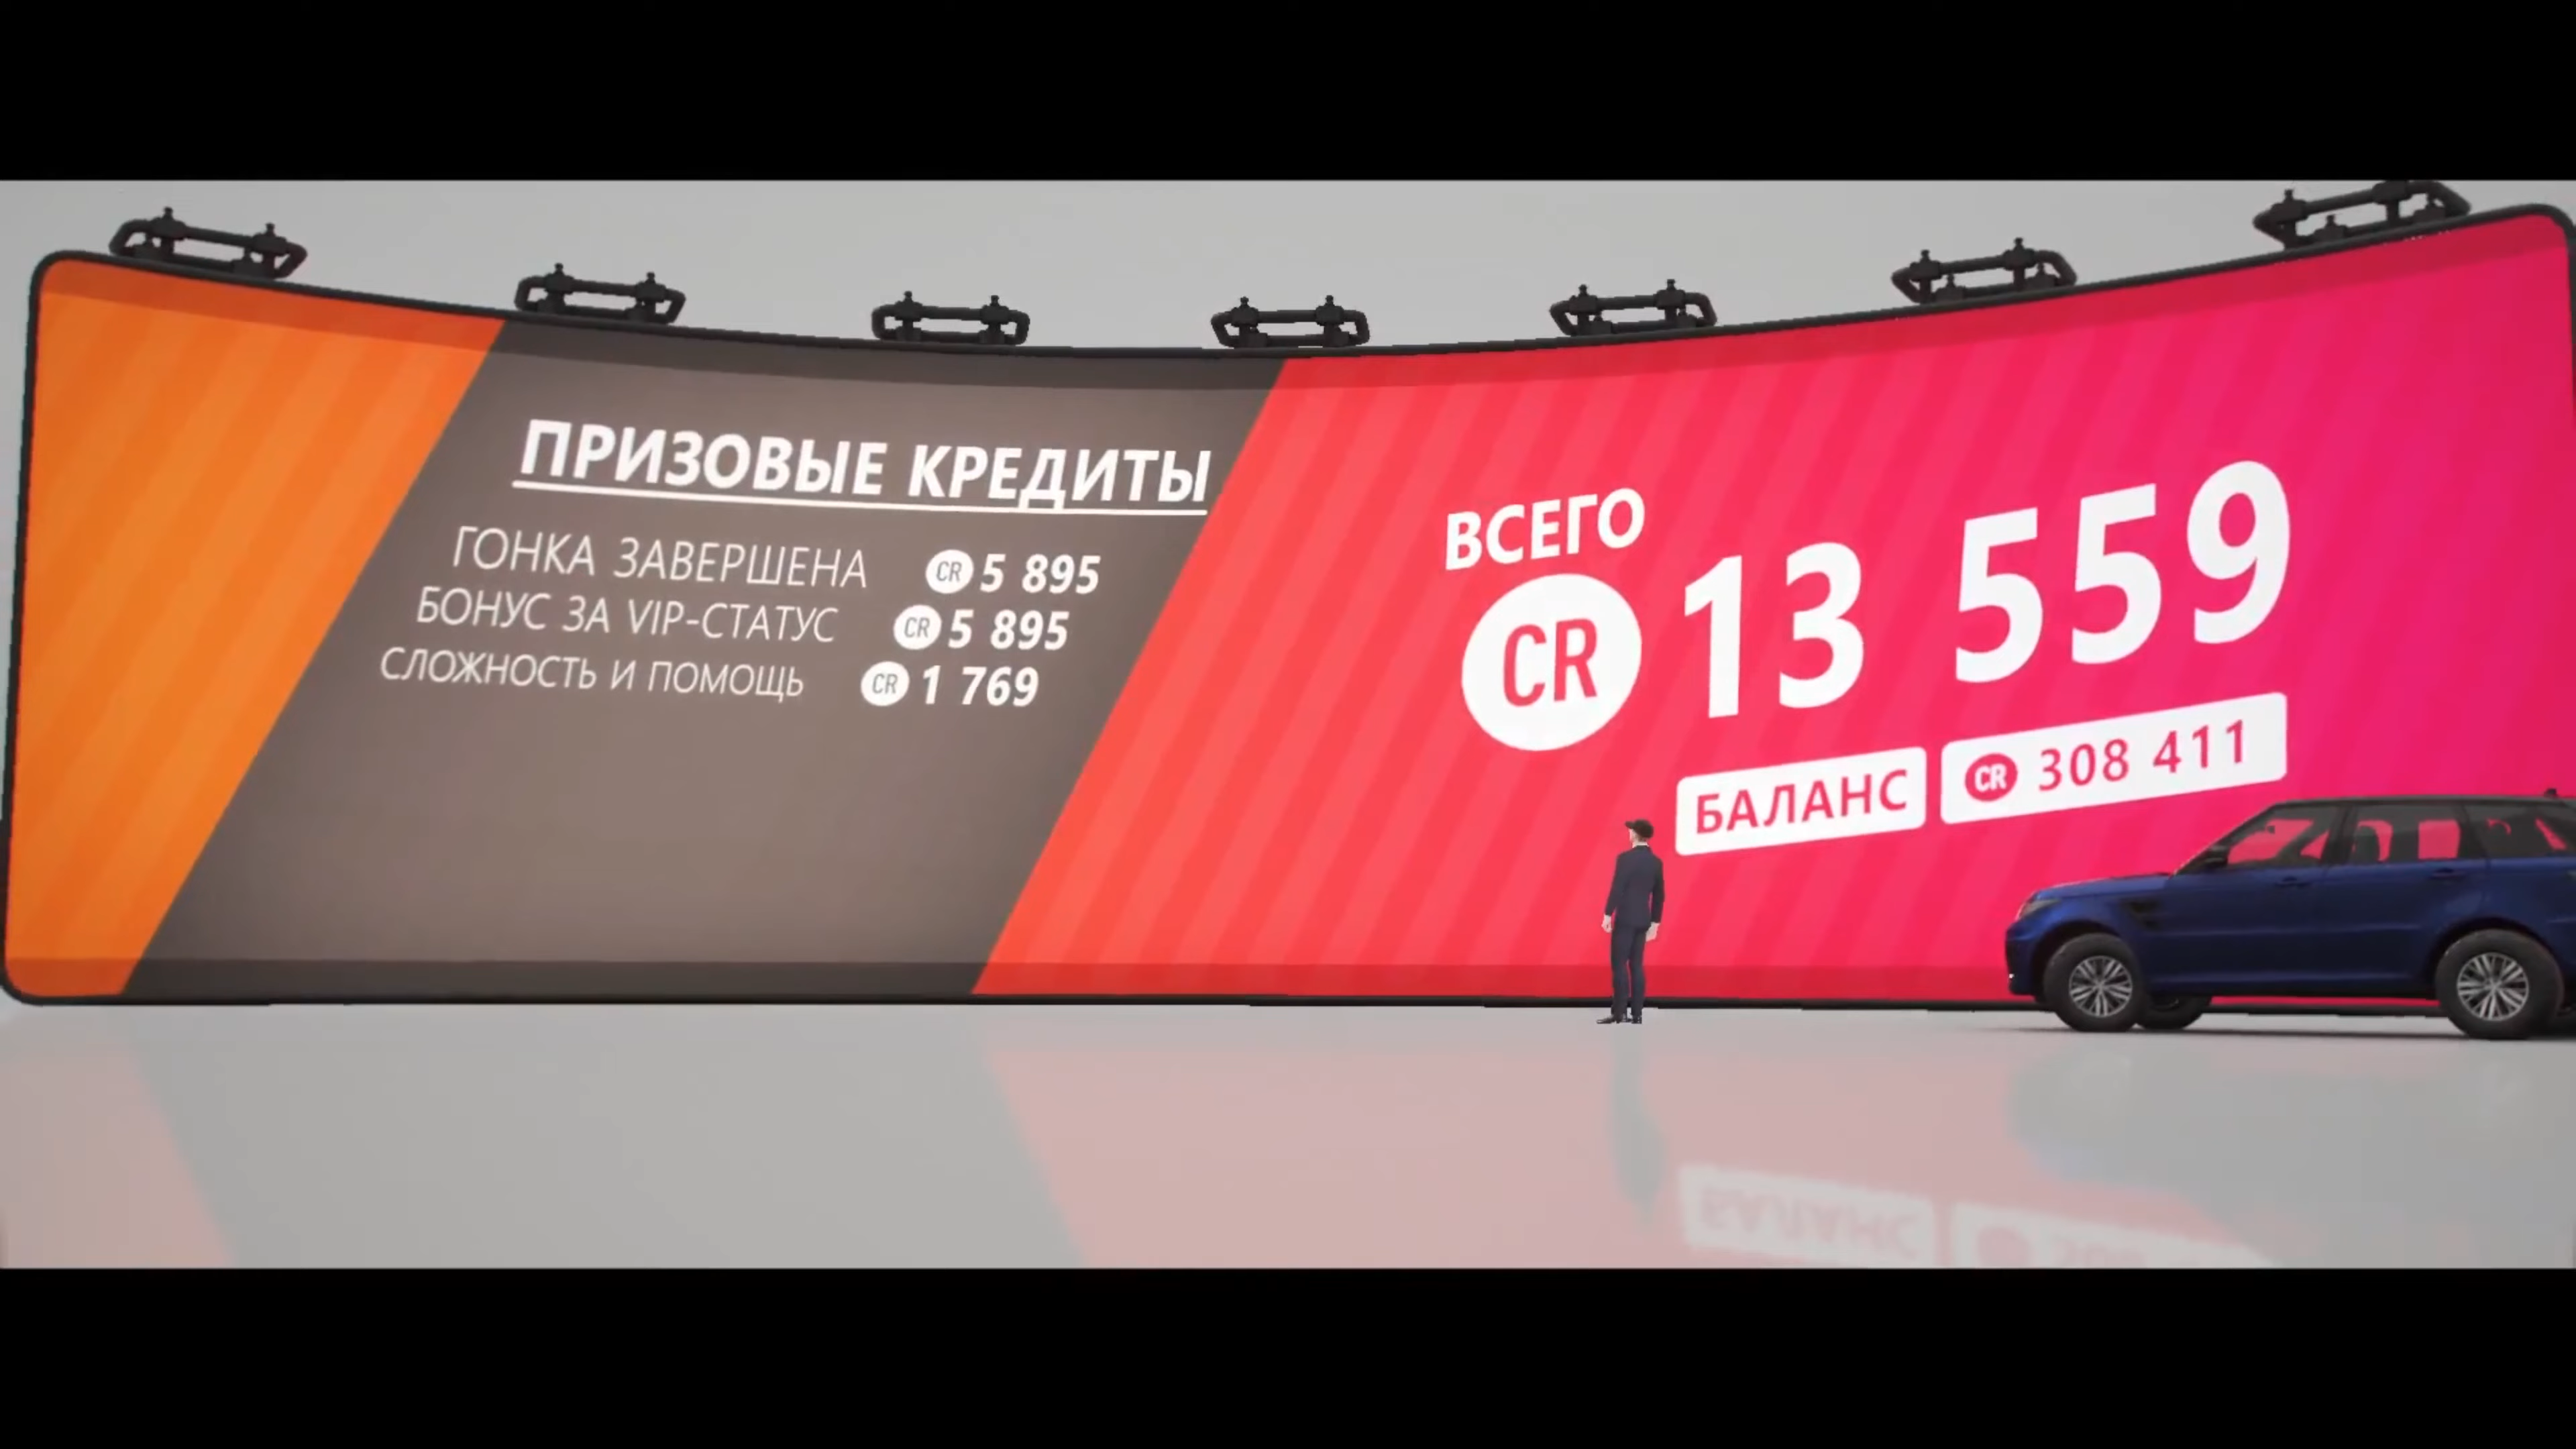 ПРИЗОВЫЕ КРЕДИТЫ
ГОНКА ЗАВЕРШЕНА CR 5 895
БОНУС ЗА VIP-СТАТУС CR 5 895
СЛОЖНОСТЬ И ПОМОЩЬ CR 1 769
ВСЕГО
CR 13 559
БАЛАНС CR 308 411